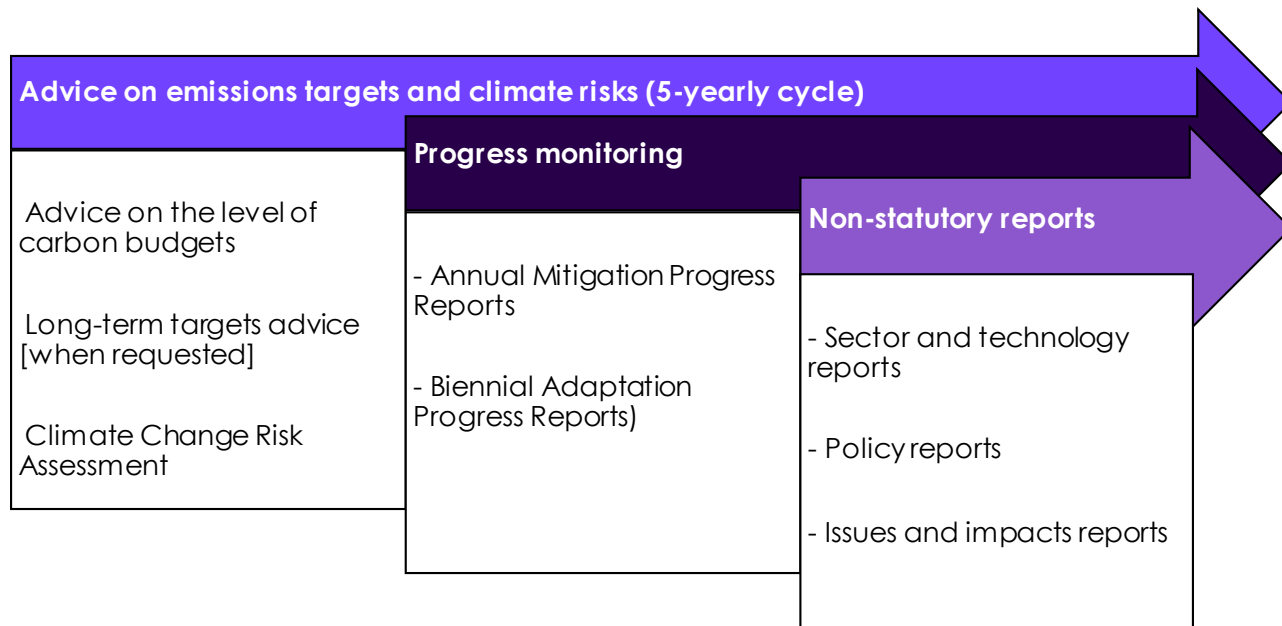 Advice on emissions targets and climate risks (5-yearly cycle)
Advice on the level of
carbon budgets
Long-term targets advice
[when requested]
Climate Change Risk
Assessment
Progress monitoring
- Annual Mitigation Progress
Reports
- Biennial Adaptation
Progress Reports)
Non-statutory reports
- Sector and technology
reports
- Policy reports
- Issues and impacts reports